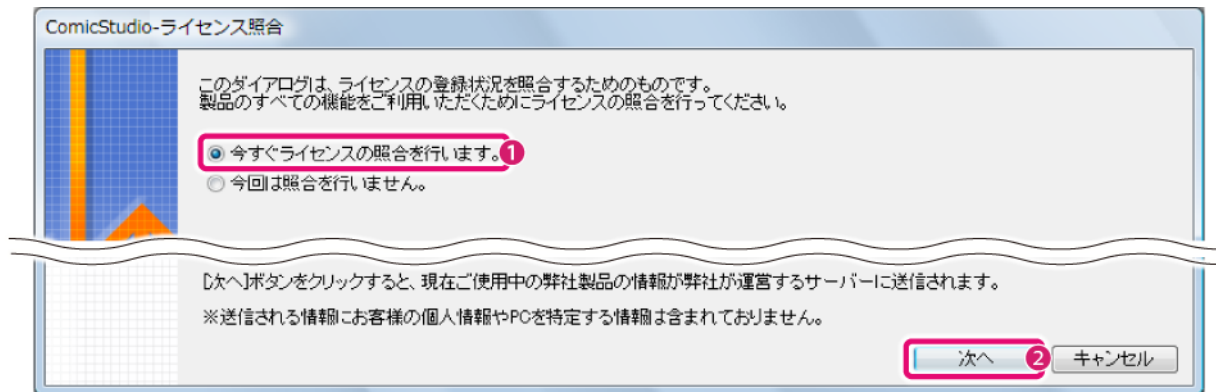 ComicStudio-ライセンス照合
このダイアログは、ライセンスの登録状況を照合するためのものです。
製品のすべての機能をご利用いただくためにライセンスの照合を行ってください。
今すぐライセンスの照合を行います。1
今回は照合を行いません。
[次へ]ボタンをクリックすると、現在ご使用中の弊社製品の情報が弊社が運営するサーバーに送信されます。
※送信される情報にお客様の個人情報やPCを特定する情報は含まれておりません。
次へ 2 キャンセル